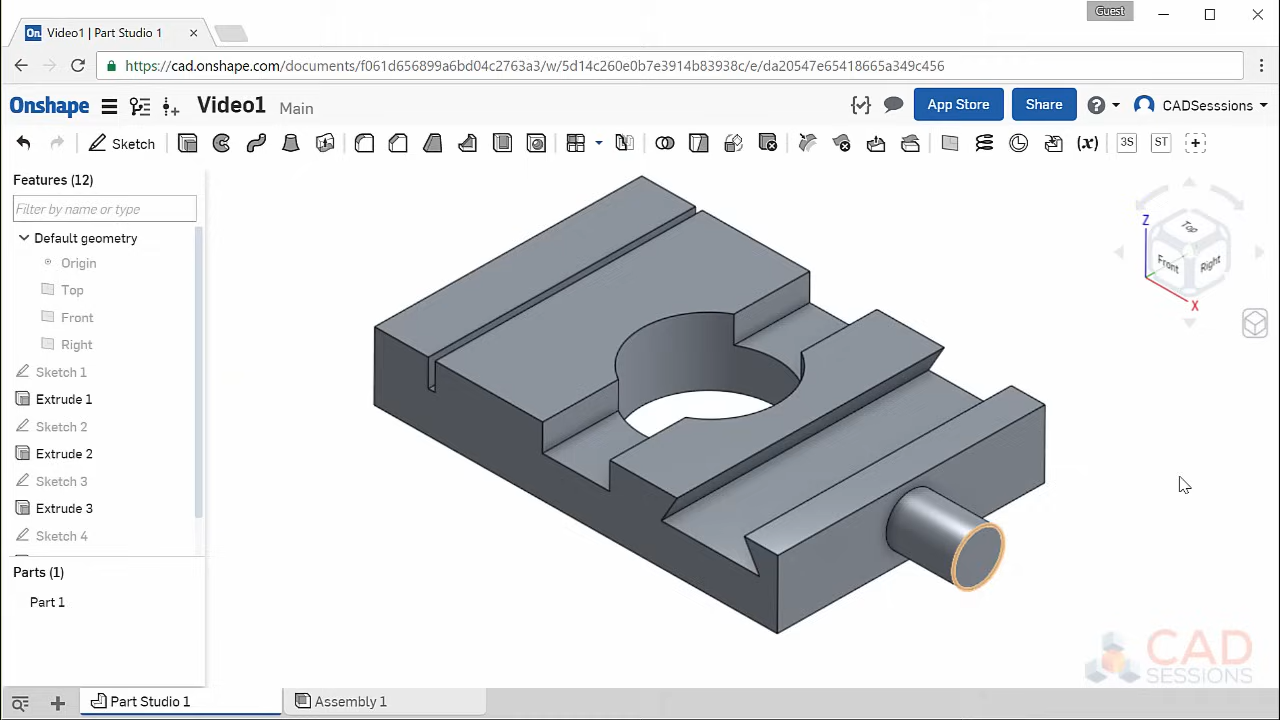 Guest
On. Video1 | Part Studio 1
https://cad.onshape.com/documents/f061d656899a6bd04c2763a3/w/5d14c260e0b7e3914b83938c/e/da20547e65418665a349c456
Onshape Video1 Main App Store Share CADSesssions
Sketch (x) 3S ST
Features (12)
Filter by name or type
Default geometry
Origin
Top
Front
Right
Sketch 1
Extrude 1
Sketch 2
Extrude 2
Sketch 3
Extrude 3
Sketch 4
Parts (1)
Part 1
Z
Top
Front
Right
X
CAD
SESSIONS
Part Studio 1 Assembly 1